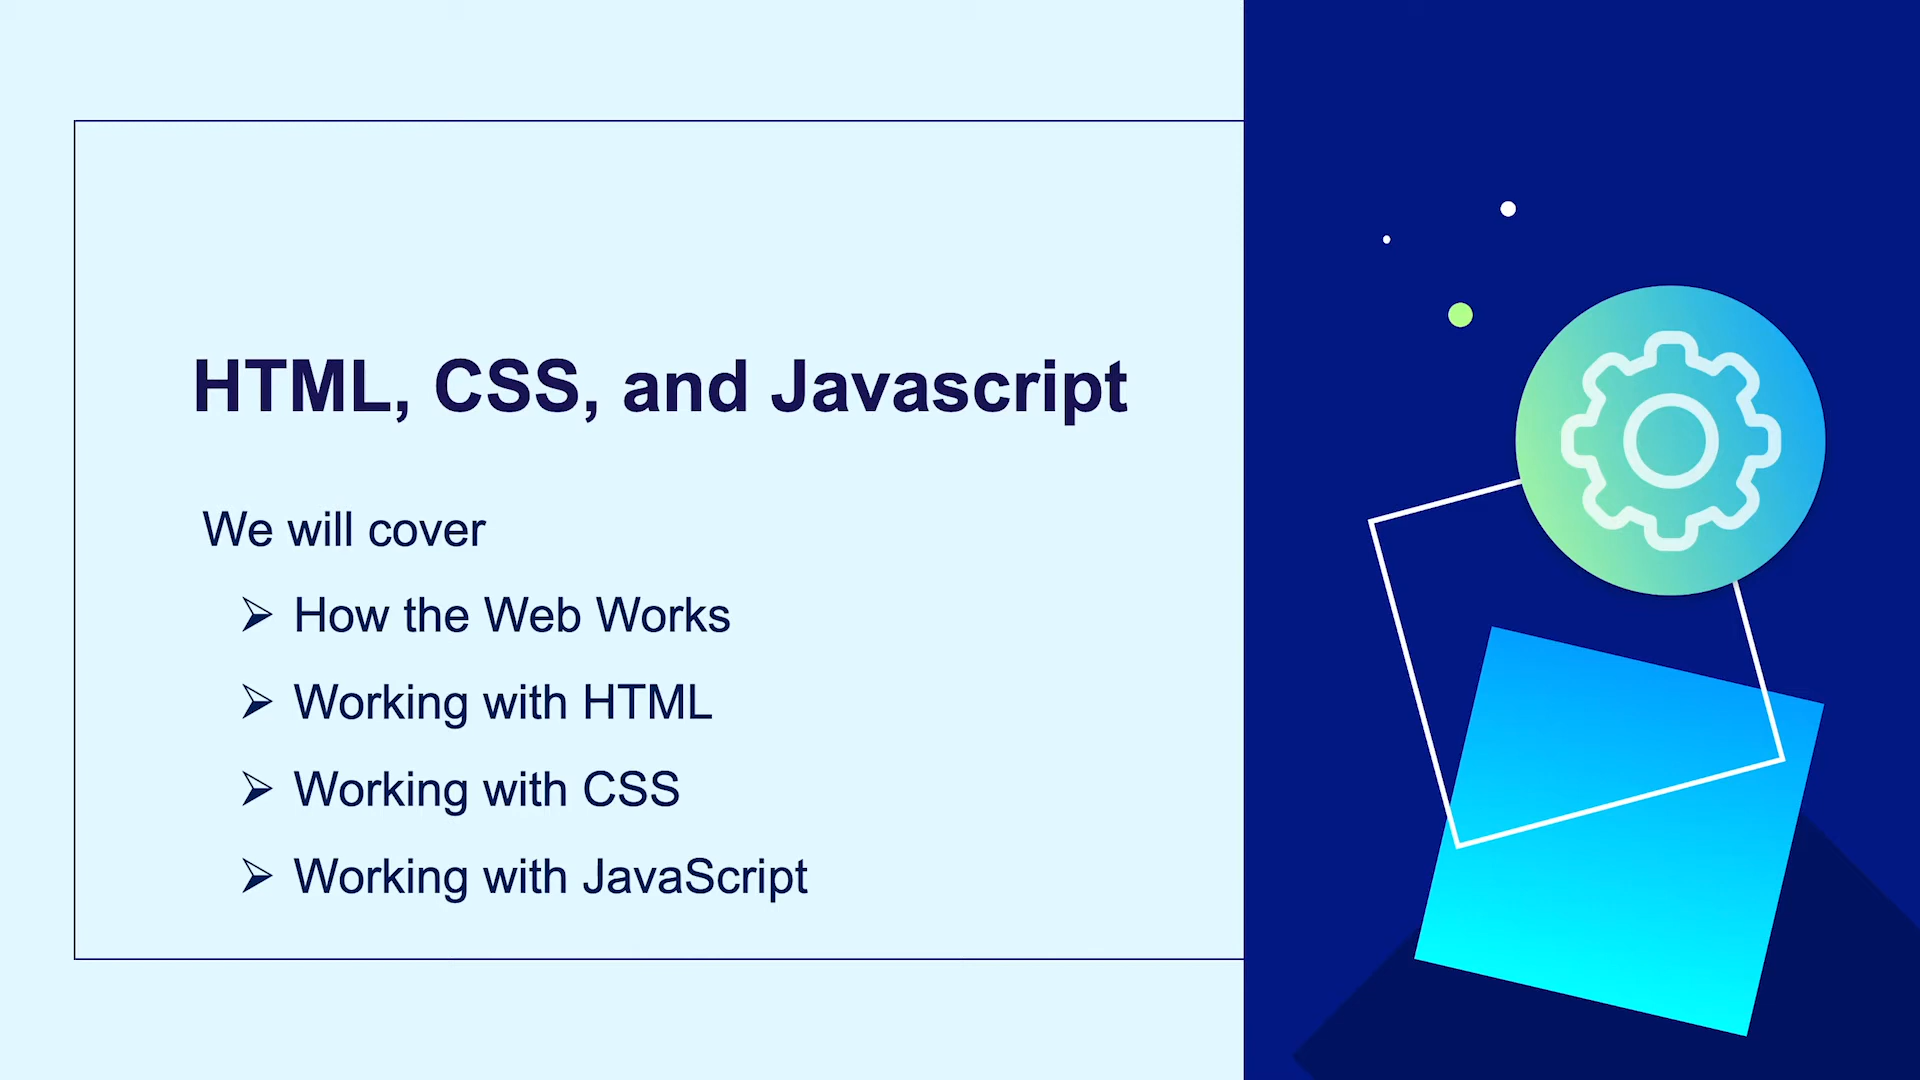 HTML, CSS, and Javascript
We will cover
➢ How the Web Works
➢ Working with HTML
➢ Working with CSS
➢ Working with JavaScript